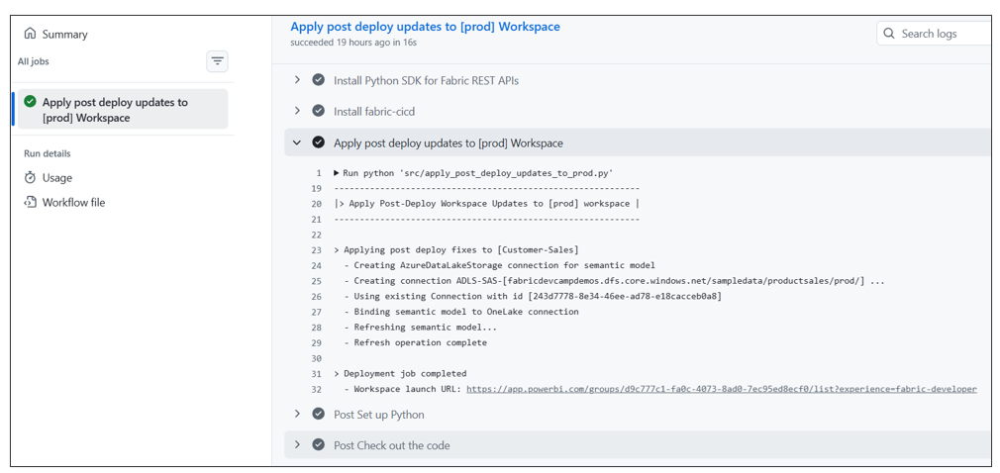 Summary
All jobs
Apply post deploy updates to
[prod] Workspace
Run details
Usage
Workflow file
Apply post deploy updates to [prod] Workspace
succeeded 19 hours ago in 16s
Search logs
Install Python SDK for Fabric REST APIs
Install fabric-cicd
Apply post deploy updates to [prod] Workspace
1 ▶ Run python 'src/apply_post_deploy_updates_to_prod.py'
19 ---------------------------------------------------------
20 |> Apply Post-Deploy Workspace Updates to [prod] workspace |
21 ---------------------------------------------------------
22
23 > Applying post deploy fixes to [Customer-Sales]
24 - Creating AzureDataLakeStorage connection for semantic model
25 - Creating connection ADLS-SAS-[fabricdevcampdemos.dfs.core.windows.net/sampledata/productsales/prod/] ...
26 - Using existing Connection with id [243d7778-8e34-46ee-ad78-e18cacceb0a8]
27 - Binding semantic model to OneLake connection
28 - Refreshing semantic model...
29 - Refresh operation complete
30
31 > Deployment job completed
32 - Workspace launch URL: https://app.powerbi.com/groups/d9c777c1-fa0c-4073-8ad0-7ec95ed8ecf0/list?experience=fabric-developer
Post Set up Python
Post Check out the code